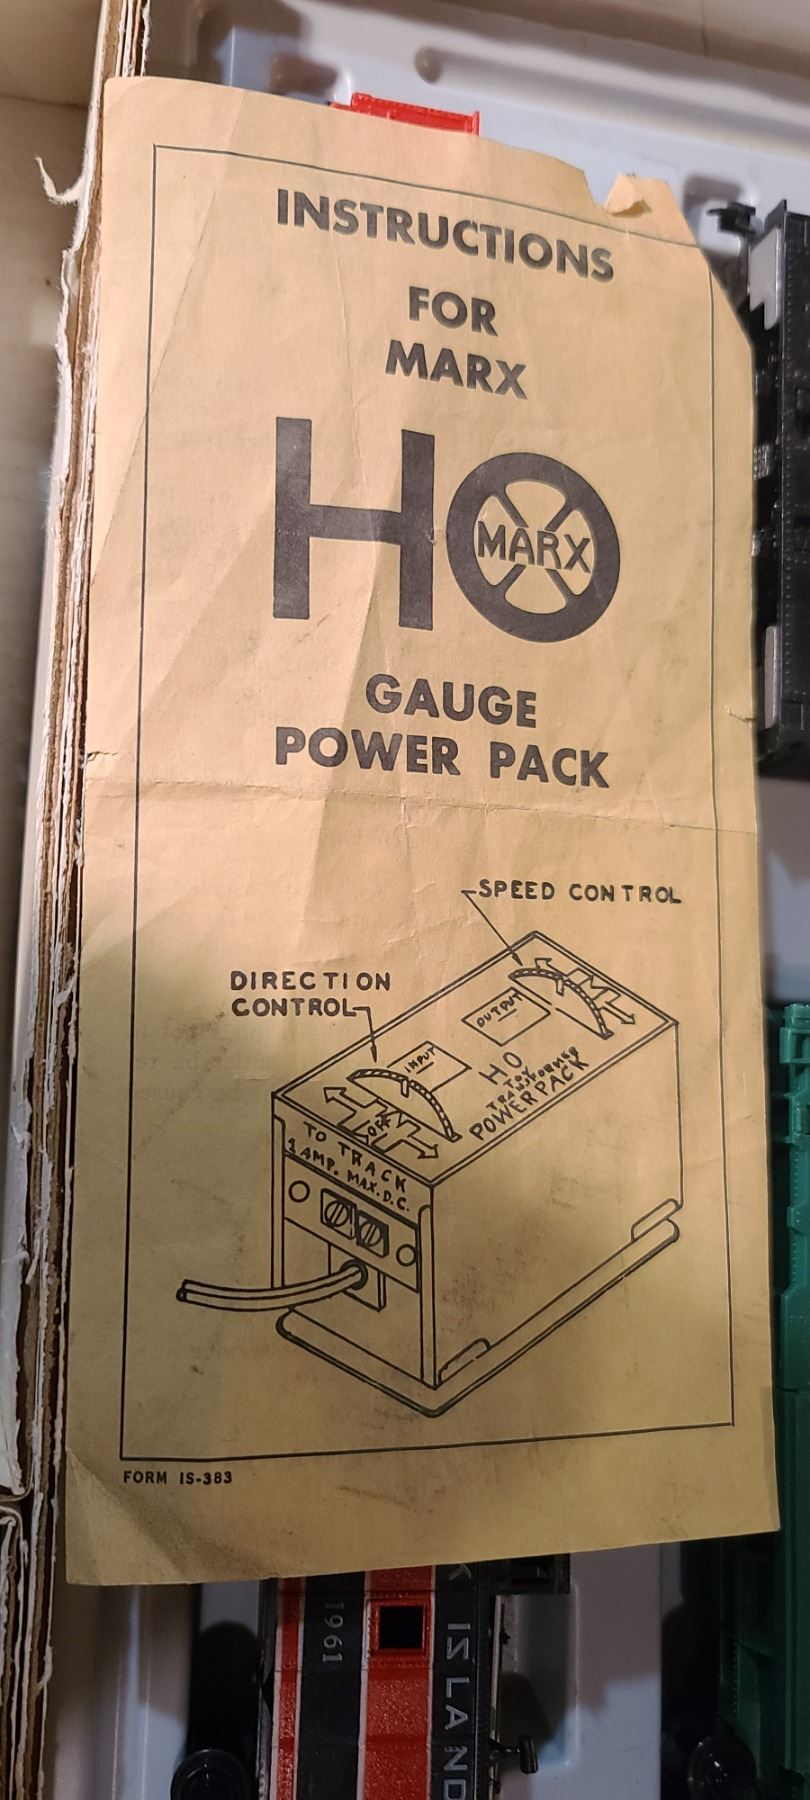 INSTRUCTIONS
FOR
MARX
HO
MARX
GAUGE
POWER PACK
SPEED CONTROL
DIRECTION
CONTROL
OUTPUT
INPUT
HO
TOY
TRANSFORMER
POWERPACK
OFF
TO TRACK
1 AMP. MAX. D.C.
FORM IS-383
1961
K ISLAND